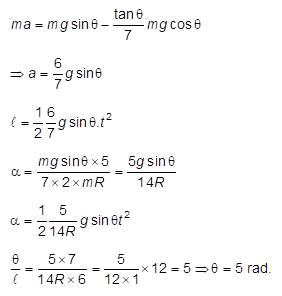 ma = mg sinθ − tanθ/7 mg cosθ
⇒ a = 6/7 g sinθ
ℓ = 1/2 6/7 g sinθ.t²
α = mg sinθ × 5 / 7 × 2 × mR = 5g sinθ / 14R
α = 1/2 5/14R g sinθt²
θ/ℓ = 5 × 7 / 14R × 6 = 5 / 12 × 1 × 12 = 5 ⇒ θ = 5 rad.